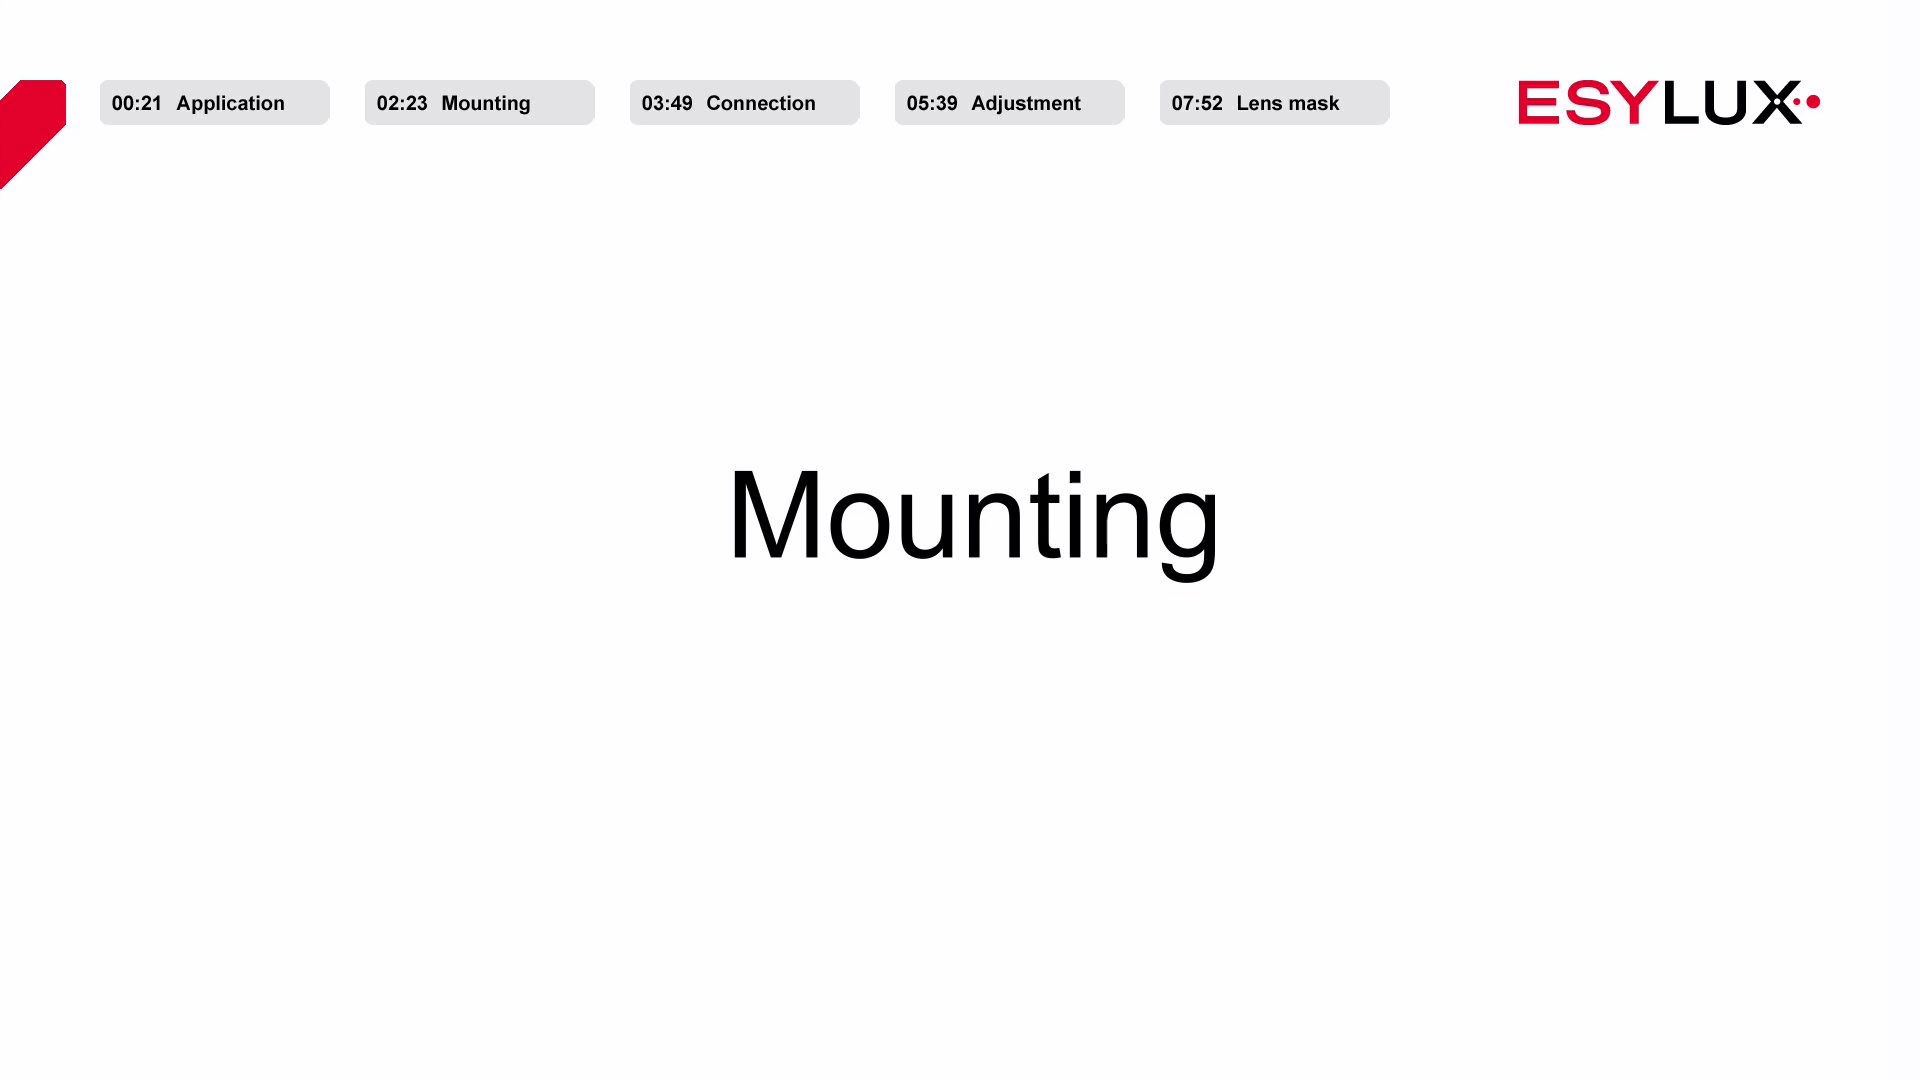 00:21 Application
02:23 Mounting
03:49 Connection
05:39 Adjustment
07:52 Lens mask
ESYLUX
Mounting